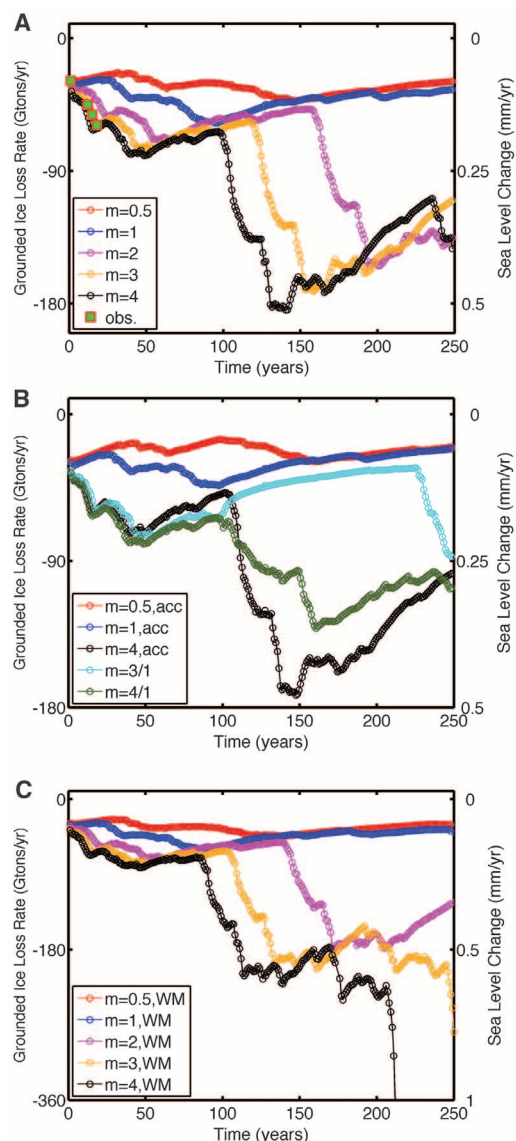 A
Grounded Ice Loss Rate (Gtons/yr)
0
-90
-180
m=0.5
m=1
m=2
m=3
m=4
obs.
0 50 100 150 200 250
Time (years)
0
0.25
0.5
Sea Level Change (mm/yr)
B
Grounded Ice Loss Rate (Gtons/yr)
0
-90
-180
m=0.5,acc
m=1,acc
m=4,acc
m=3/1
m=4/1
0 50 100 150 200 250
Time (years)
0
0.25
0.5
Sea Level Change (mm/yr)
C
Grounded Ice Loss Rate (Gtons/yr)
0
-180
-360
m=0.5,WM
m=1,WM
m=2,WM
m=3,WM
m=4,WM
0 50 100 150 200 250
Time (years)
0
0.5
1
Sea Level Change (mm/yr)